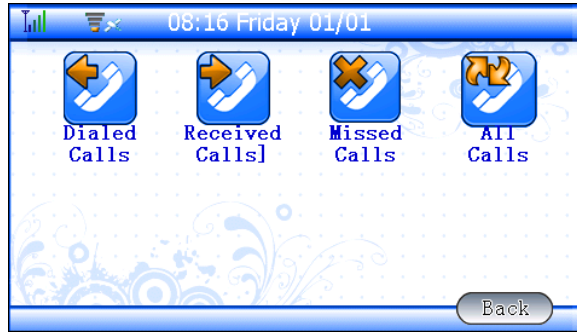 08:16 Friday 01/01
Dialed Received Missed All
Calls Calls] Calls Calls
Back